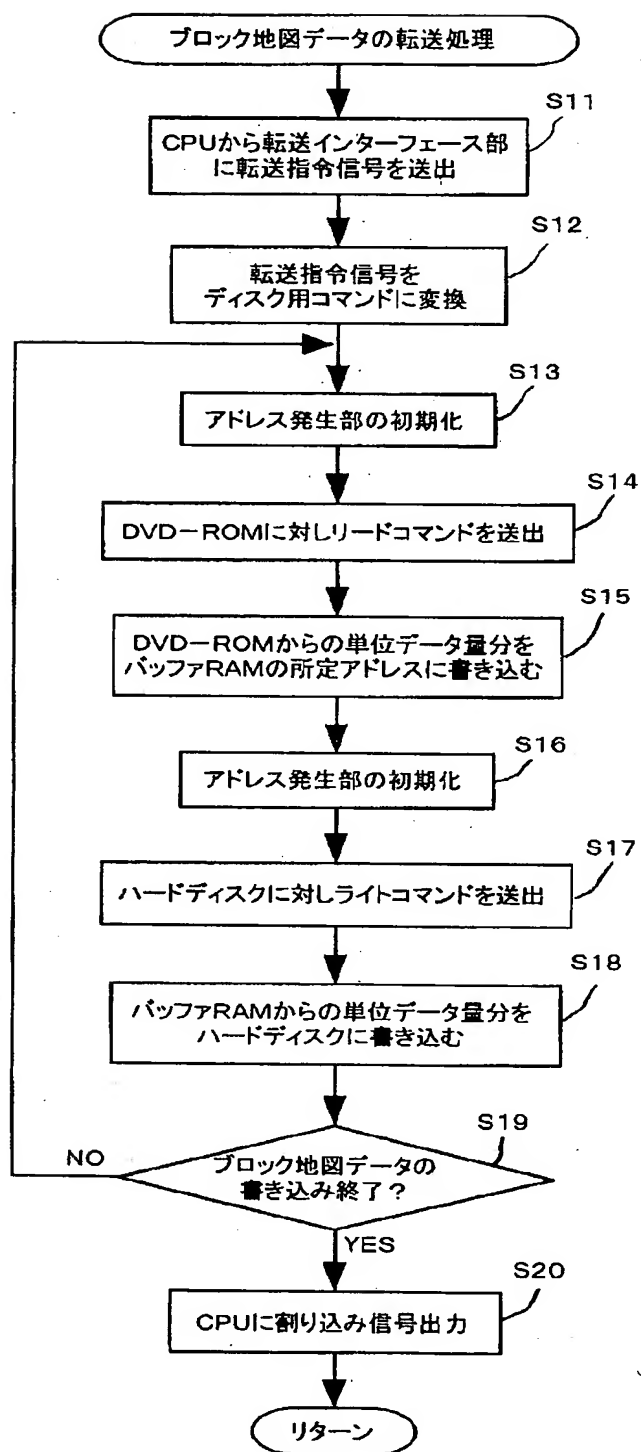 ブロック地図データの転送処理
S11
CPUから転送インターフェース部
に転送指令信号を送出
S12
転送指令信号を
ディスク用コマンドに変換
S13
アドレス発生部の初期化
S14
DVD－ROMに対しリードコマンドを送出
S15
DVD－ROMからの単位データ量分を
バッファRAMの所定アドレスに書き込む
S16
アドレス発生部の初期化
S17
ハードディスクに対しライトコマンドを送出
S18
バッファRAMからの単位データ量分を
ハードディスクに書き込む
S19
NO
ブロック地図データの
書き込み終了？
YES
S20
CPUに割り込み信号出力
リターン